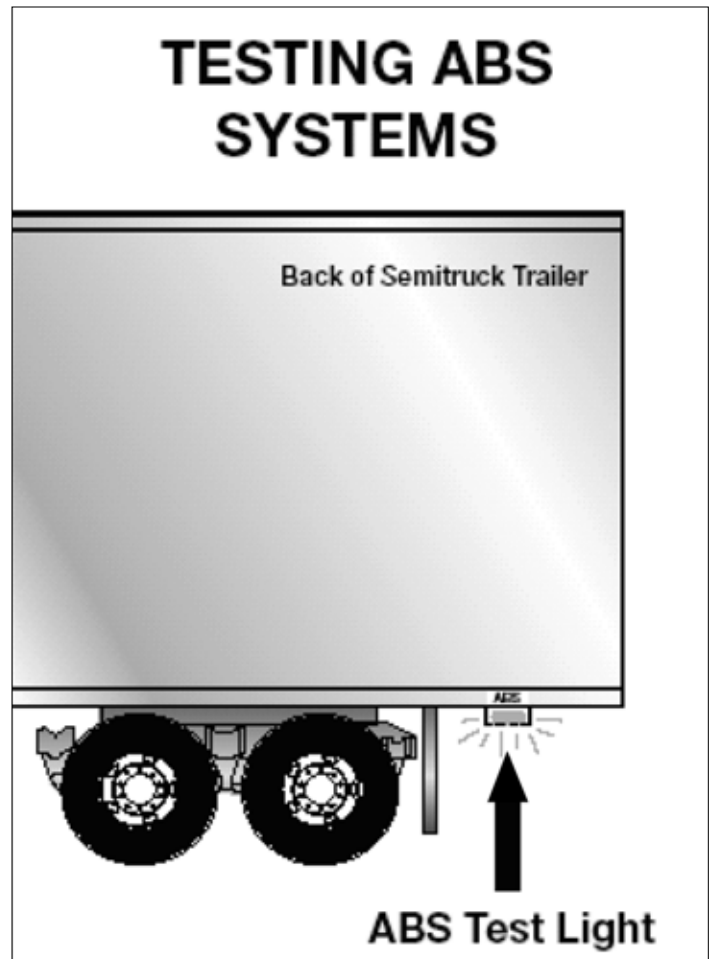 TESTING ABS
SYSTEMS
Back of Semitruck Trailer
ABS
ABS Test Light